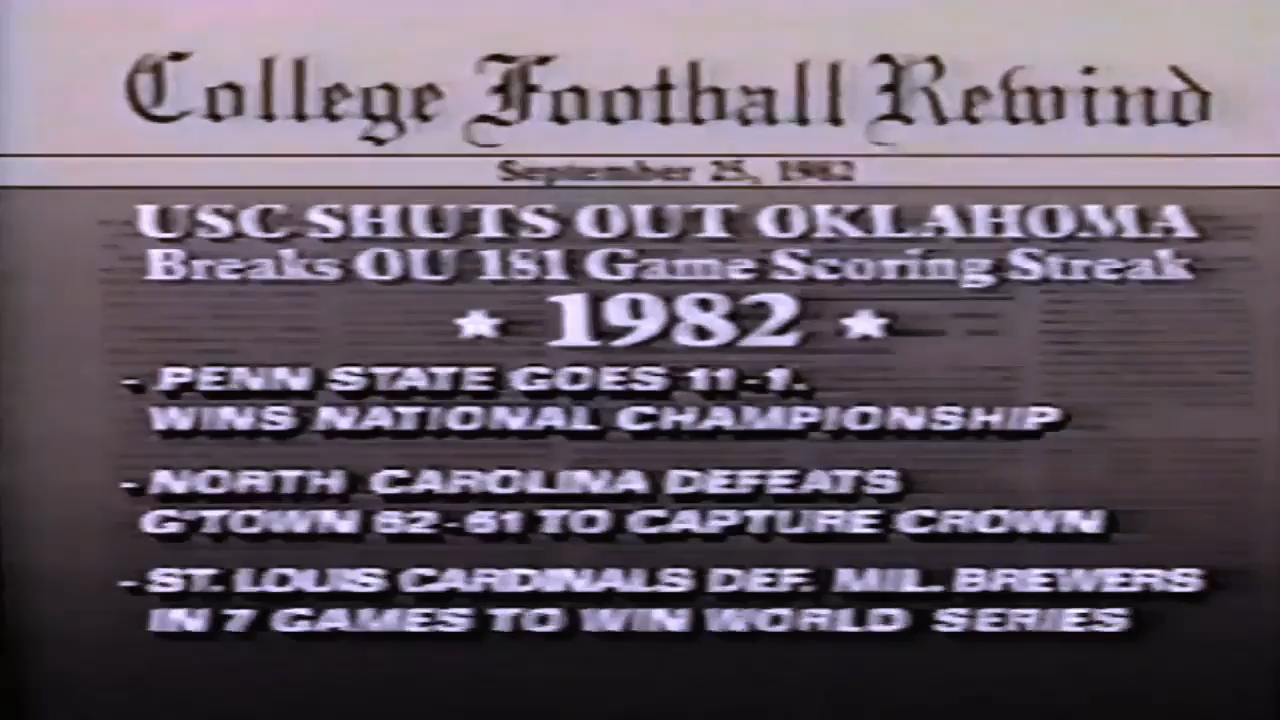 College Football Rewind
September 25, 1982
USC SHUTS OUT OKLAHOMA
Breaks OU 181 Game Scoring Streak
★ 1982 ★
- PENN STATE GOES 11-1.
WINS NATIONAL CHAMPIONSHIP
- NORTH CAROLINA DEFEATS
G'TOWN 62-61 TO CAPTURE CROWN
- ST. LOUIS CARDINALS DEF. MIL. BREWERS
IN 7 GAMES TO WIN WORLD SERIES